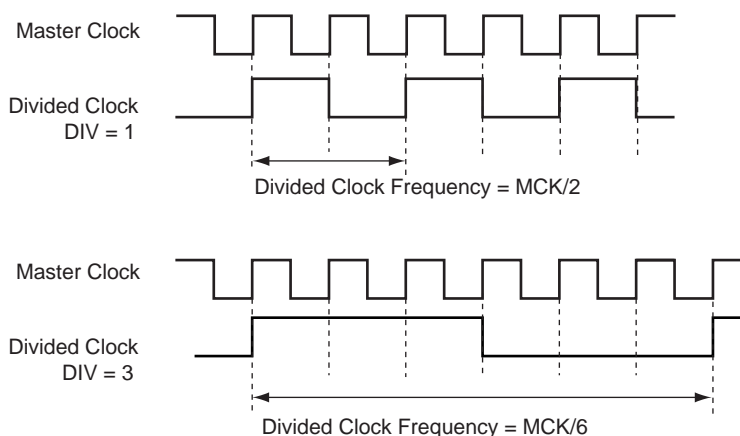 Master Clock
Divided Clock
DIV = 1
Divided Clock Frequency = MCK/2
Master Clock
Divided Clock
DIV = 3
Divided Clock Frequency = MCK/6